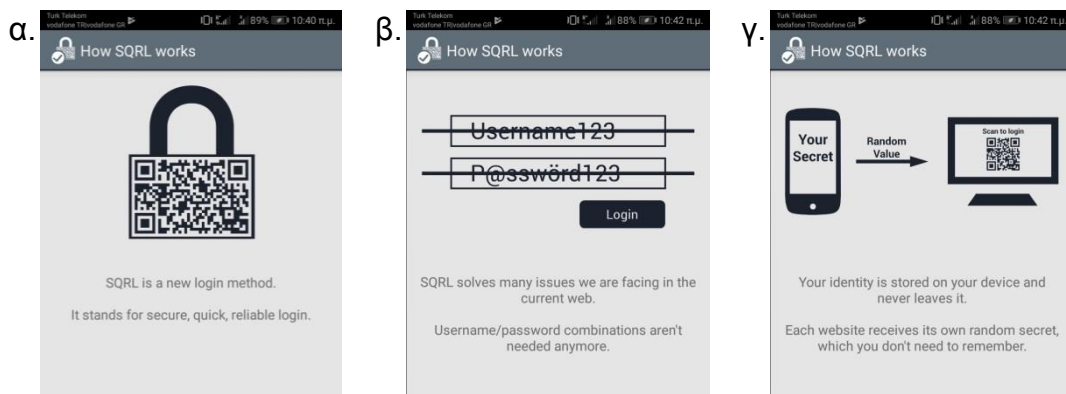 α.
Turk Telekom
vodafone TR|vodafone GR
89%
10:40 π.μ.
How SQRL works
SQRL is a new login method.
It stands for secure, quick, reliable login.
β.
Turk Telekom
vodafone TR|vodafone GR
88%
10:42 π.μ.
How SQRL works
Username123
P@sswörd123
Login
SQRL solves many issues we are facing in the
current web.
Username/password combinations aren't
needed anymore.
γ.
Turk Telekom
vodafone TR|vodafone GR
88%
10:42 π.μ.
How SQRL works
Your
Secret
Random
Value
Scan to login
Your identity is stored on your device and
never leaves it.
Each website receives its own random secret,
which you don't need to remember.